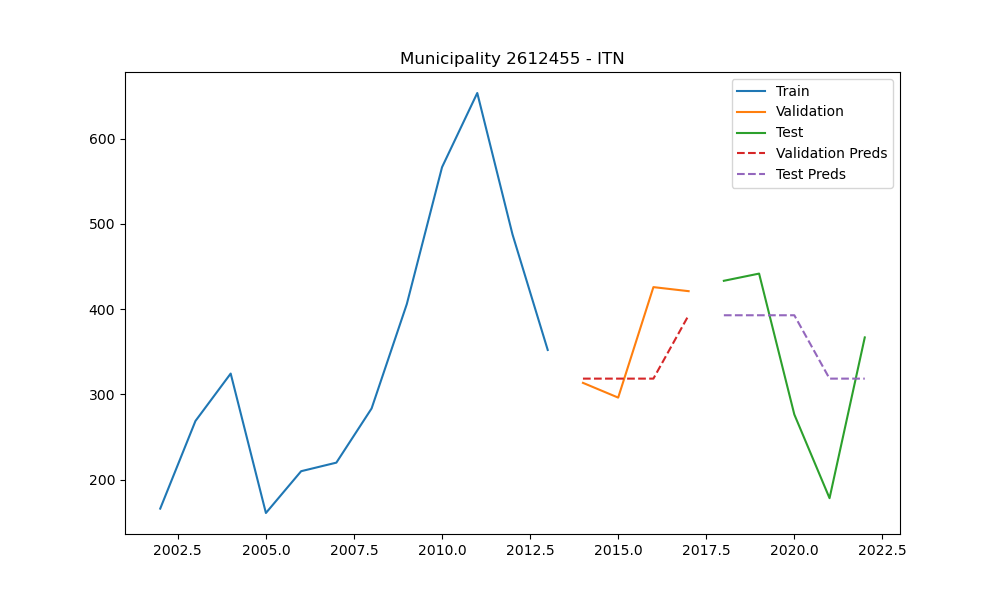 Municipality 2612455 - ITN
Train
Validation
Test
Validation Preds
Test Preds
600
500
400
300
200
2002.5 2005.0 2007.5 2010.0 2012.5 2015.0 2017.5 2020.0 2022.5